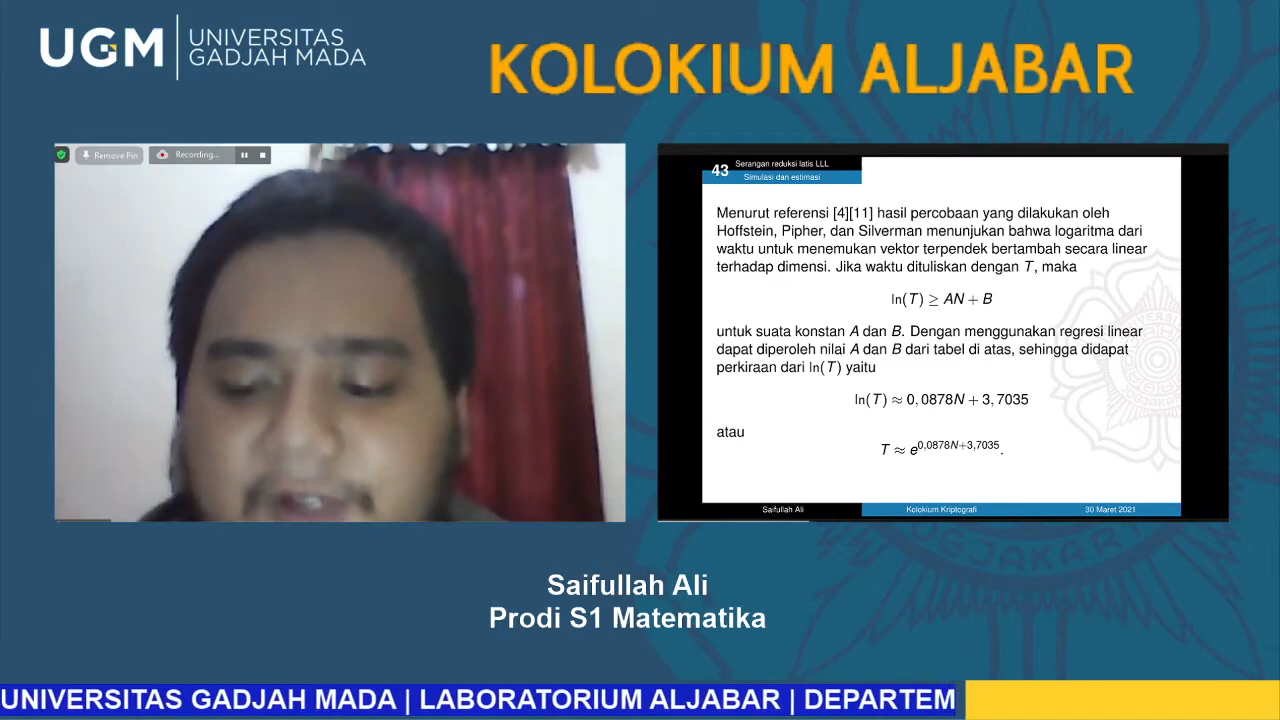 UGM
UNIVERSITAS
GADJAH MADA
KOLOKIUM ALJABAR
Remove Pin
Recording...
43
Serangan reduksi latis LLL
Simulasi dan estimasi
Menurut referensi [4][11] hasil percobaan yang dilakukan oleh
Hoffstein, Pipher, dan Silverman menunjukan bahwa logaritma dari
waktu untuk menemukan vektor terpendek bertambah secara linear
terhadap dimensi. Jika waktu dituliskan dengan T, maka
ln(T) ≥ AN + B
untuk suata konstan A dan B. Dengan menggunakan regresi linear
dapat diperoleh nilai A dan B dari tabel di atas, sehingga didapat
perkiraan dari ln(T) yaitu
ln(T) ≈ 0,0878N + 3,7035
atau
T ≈ e^0,0878N+3,7035.
Saifullah Ali
Kolokium Kriptografi
30 Maret 2021
Saifullah Ali
Prodi S1 Matematika
UNIVERSITAS GADJAH MADA | LABORATORIUM ALJABAR | DEPARTEM